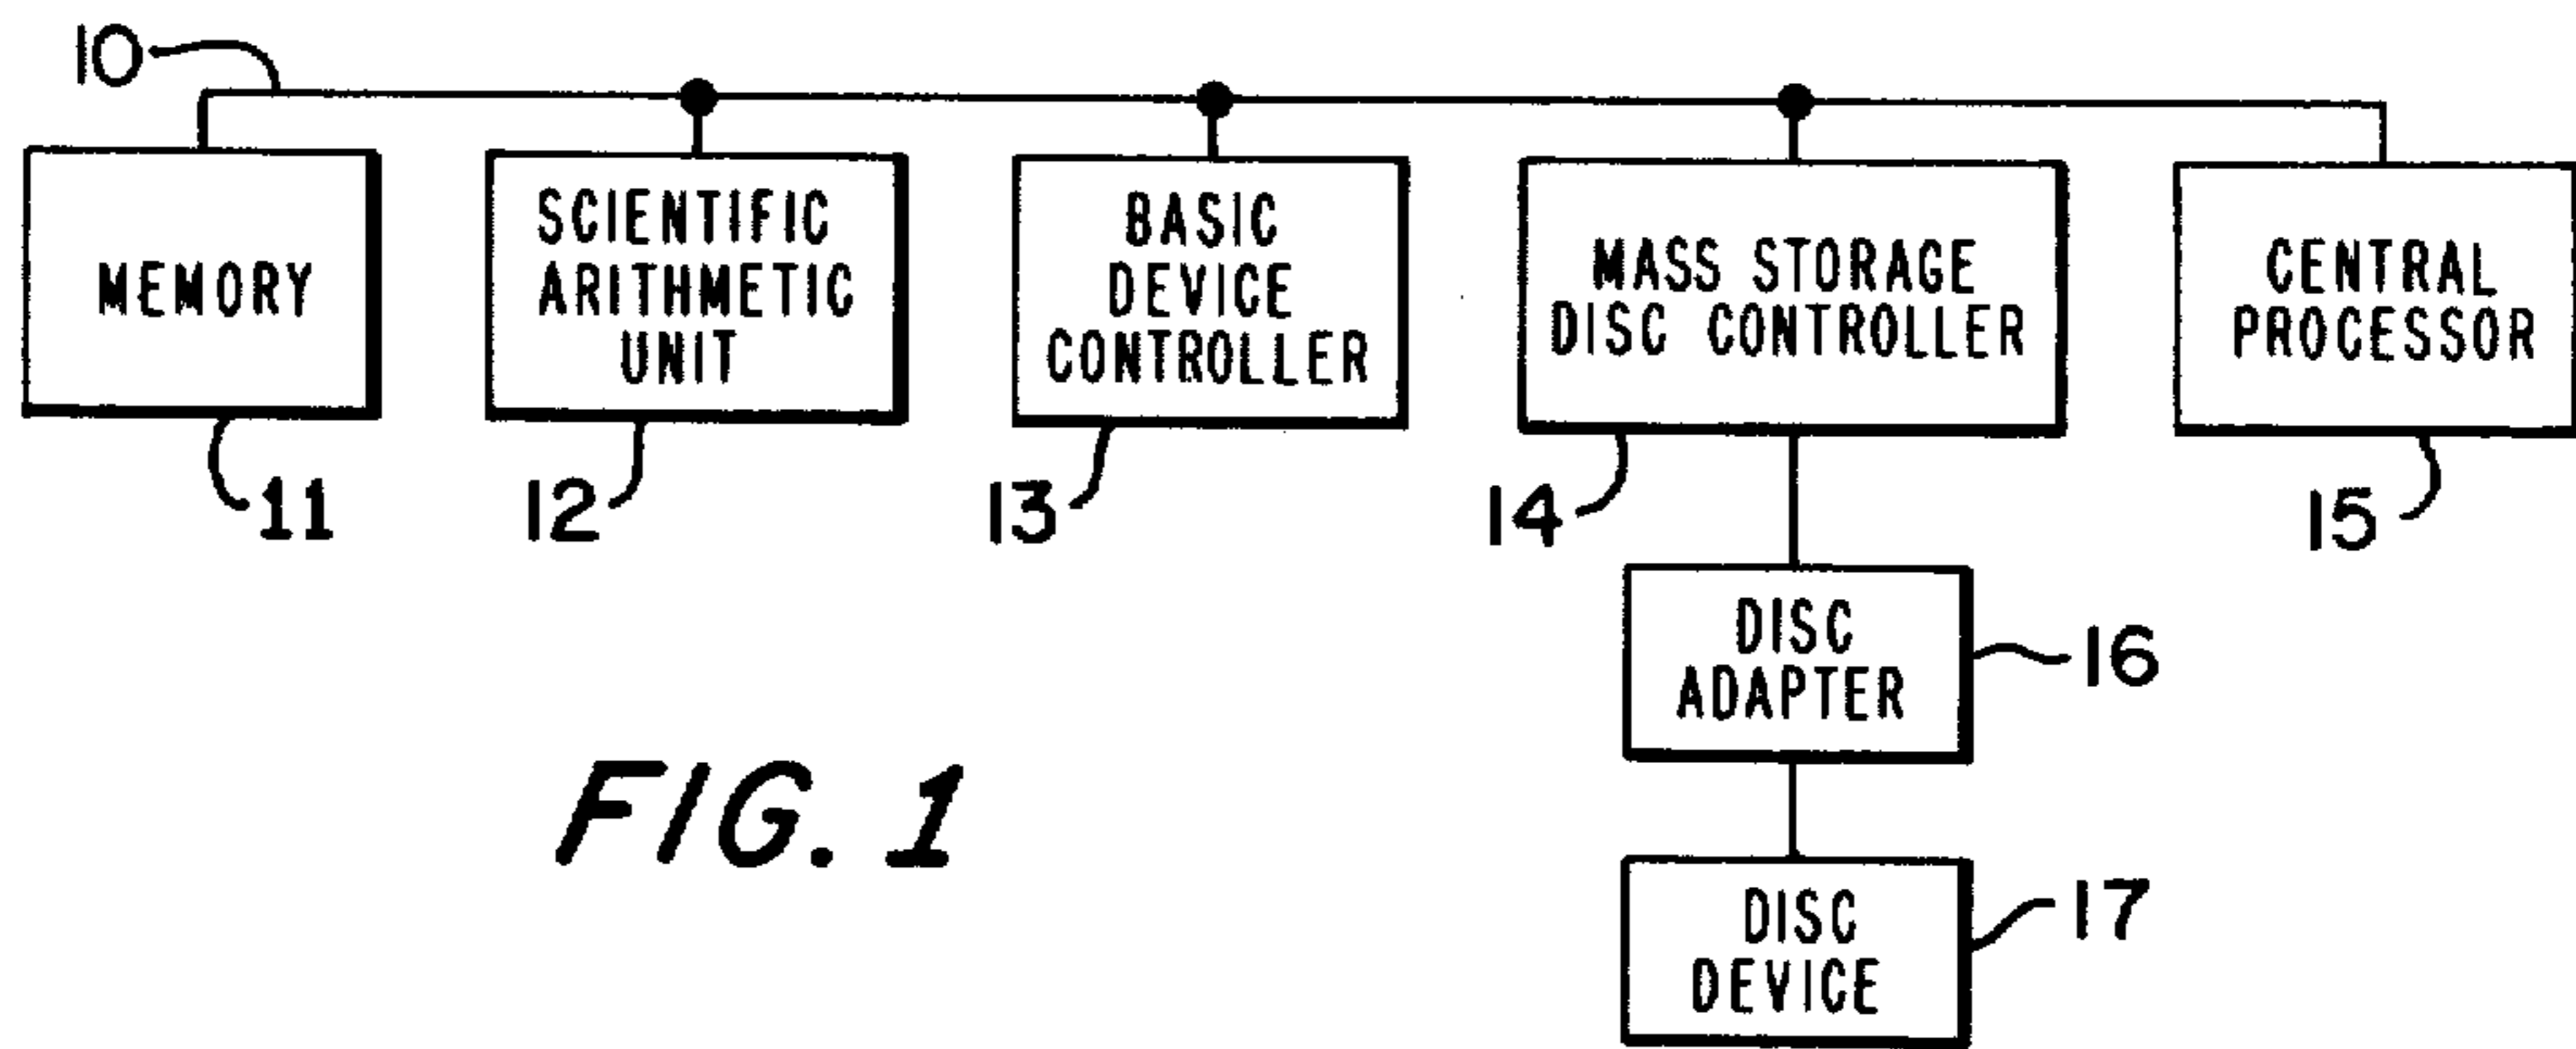 10
MEMORY
SCIENTIFIC
ARITHMETIC
UNIT
BASIC
DEVICE
CONTROLLER
MASS STORAGE
DISC CONTROLLER
CENTRAL
PROCESSOR
11
12
13
14
15
DISC
ADAPTER
16
FIG. 1
DISC
DEVICE
17